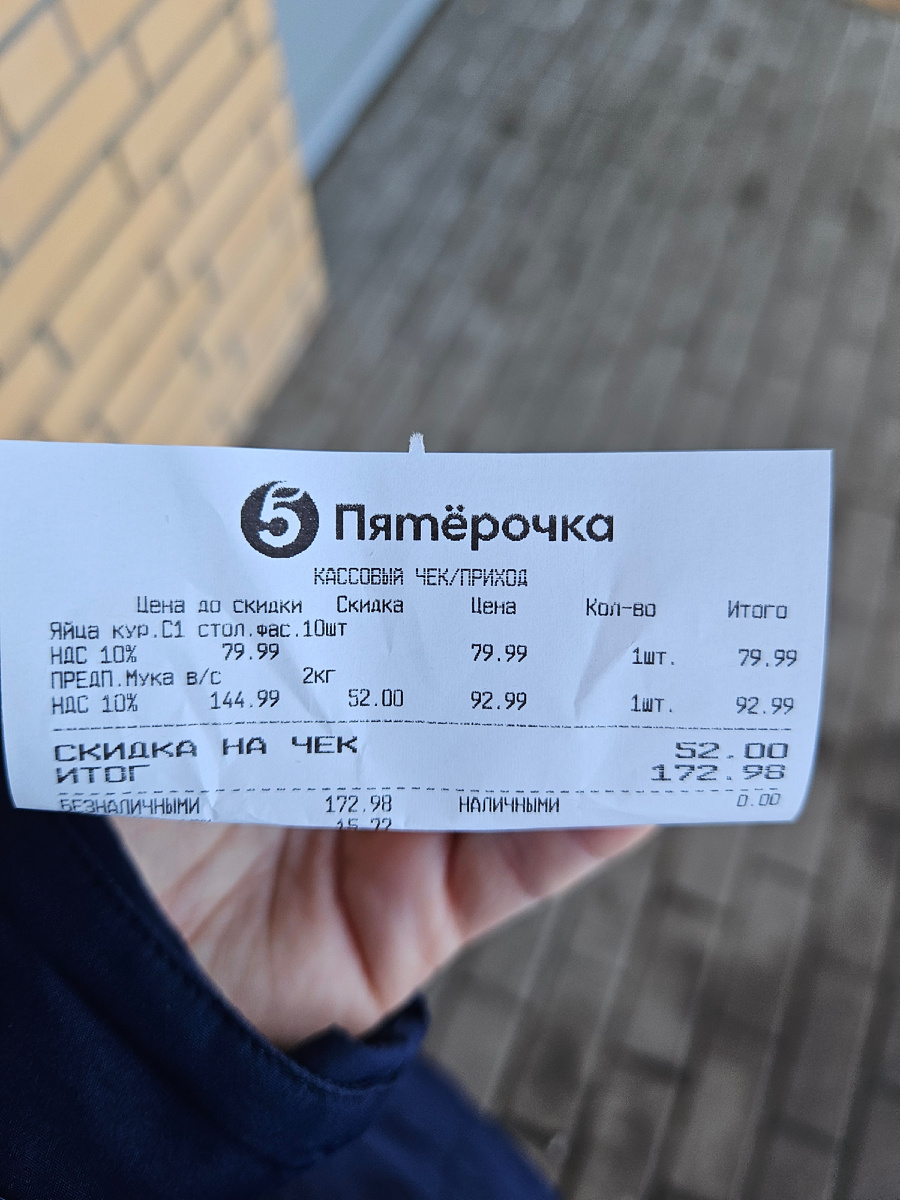 5 Пятёрочка
КАССОВЫЙ ЧЕК/ПРИХОД
Цена до скидки Скидка Цена Кол-во Итого
Яйца кур.С1 стол.фас.10шт
НДС 10% 79.99 79.99 1шт. 79.99
ПРЕДП.Мука в/с 2кг
НДС 10% 144.99 52.00 92.99 1шт. 92.99
СКИДКА НА ЧЕК 52.00
ИТОГ 172.98
БЕЗНАЛИЧНЫМИ 172.98 НАЛИЧНЫМИ 0.00